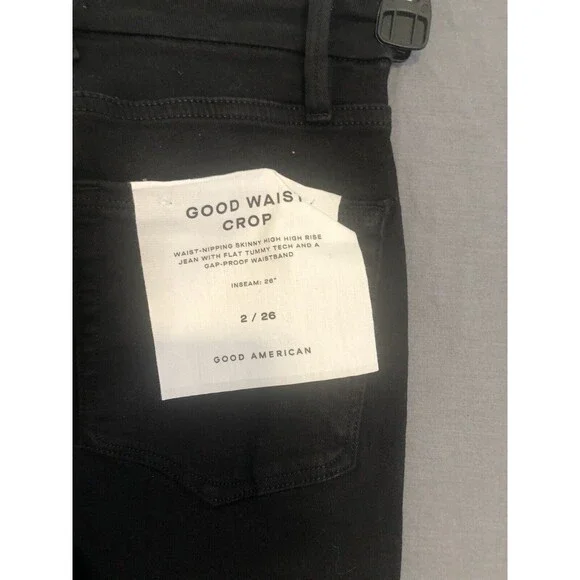 GOOD WAIST
CROP
WAIST-NIPPING SKINNY HIGH HIGH RISE
JEAN WITH FLAT TUMMY TECH AND A
GAP-PROOF WAISTBAND
INSEAM: 26"
2 / 26
GOOD AMERICAN